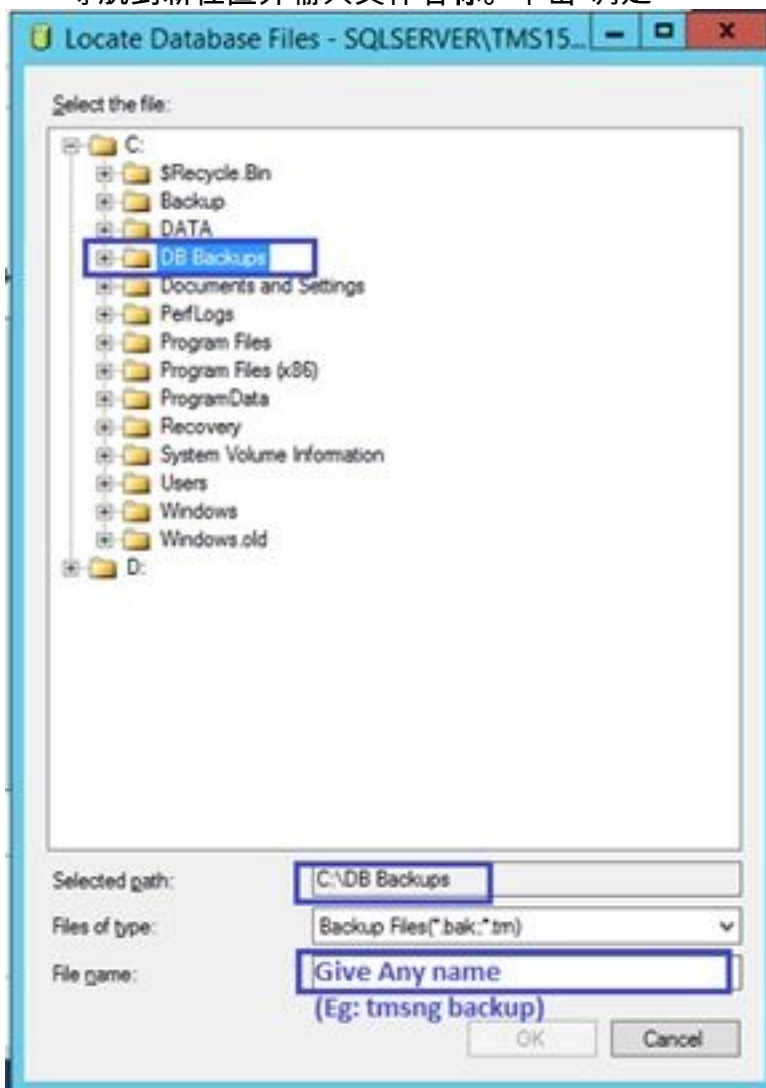 Locate Database Files - SQLSERVER\TMS15...
Select the file:
C:
$Recycle.Bin
Backup
DATA
DB Backups
Documents and Settings
PerfLogs
Program Files
Program Files (x86)
ProgramData
Recovery
System Volume Information
Users
Windows
Windows.old
D:
Selected path:
C:\DB Backups
Files of type:
Backup Files(*.bak;*.trn)
File name:
Give Any name
(Eg: tmsng backup)
OK
Cancel